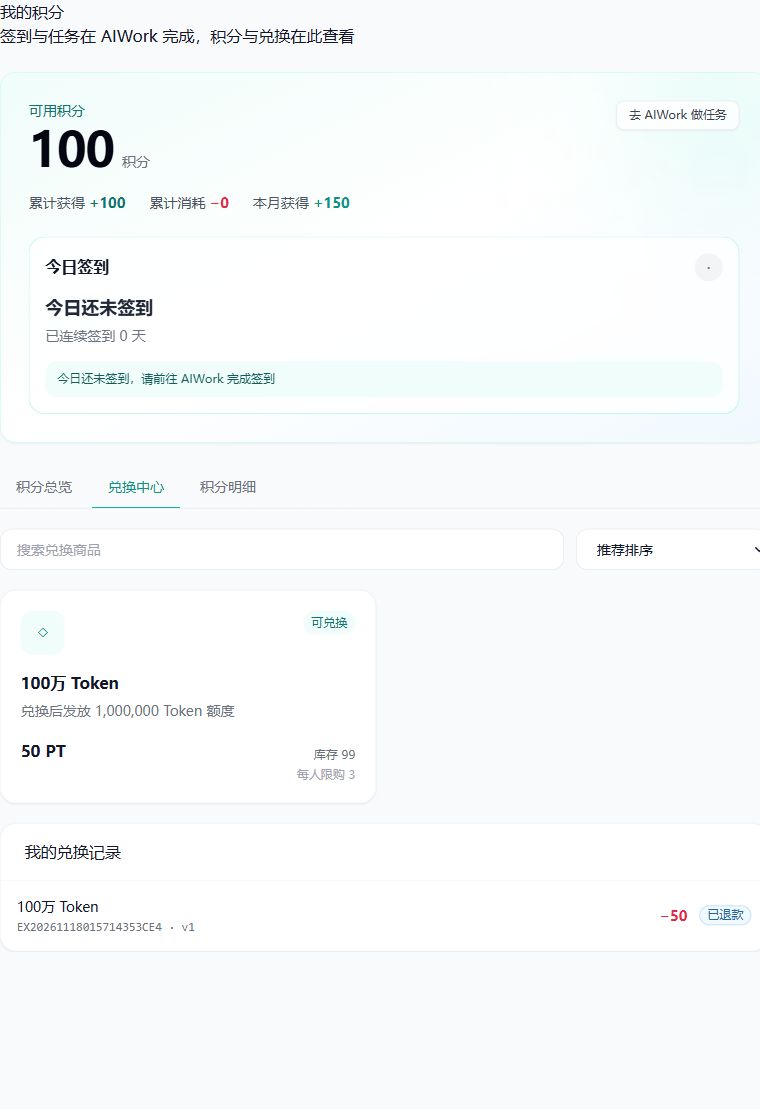 我的积分
签到与任务在 AIWork 完成，积分与兑换在此查看
可用积分
去 AIWork 做任务
100 积分
累计获得 +100 累计消耗 −0 本月获得 +150
今日签到
·
今日还未签到
已连续签到 0 天
今日还未签到，请前往 AIWork 完成签到
积分总览 兑换中心 积分明细
搜索兑换商品 推荐排序
可兑换
100万 Token
兑换后发放 1,000,000 Token 额度
50 PT
库存 99
每人限购 3
我的兑换记录
100万 Token
EX20261118015714353CE4 · v1
−50 已退款